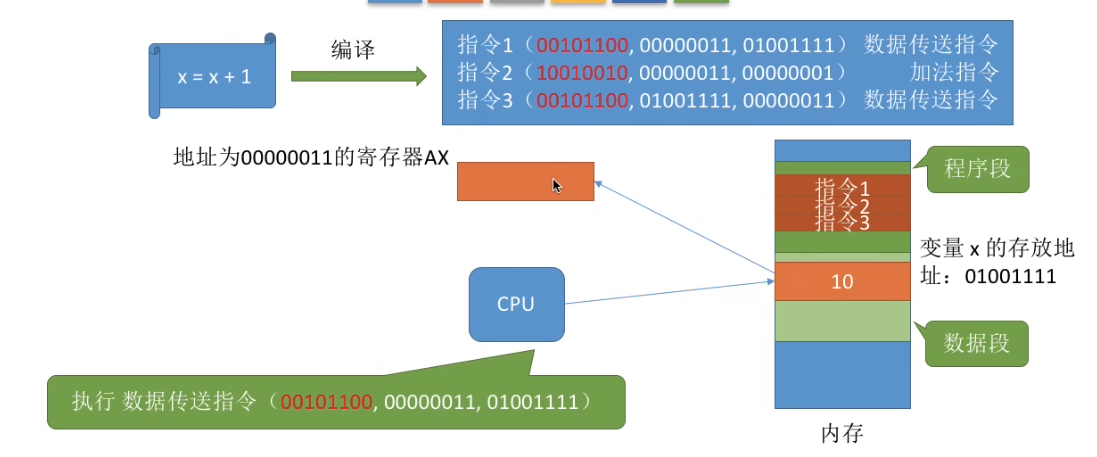 x = x + 1
编译
指令1（00101100, 00000011, 01001111） 数据传送指令
指令2（10010010, 00000011, 00000001） 加法指令
指令3（00101100, 01001111, 00000011） 数据传送指令
地址为00000011的寄存器AX
程序段
指令1
指令2
指令3
变量 x 的存放地
址：01001111
10
CPU
数据段
执行 数据传送指令（00101100, 00000011, 01001111）
内存